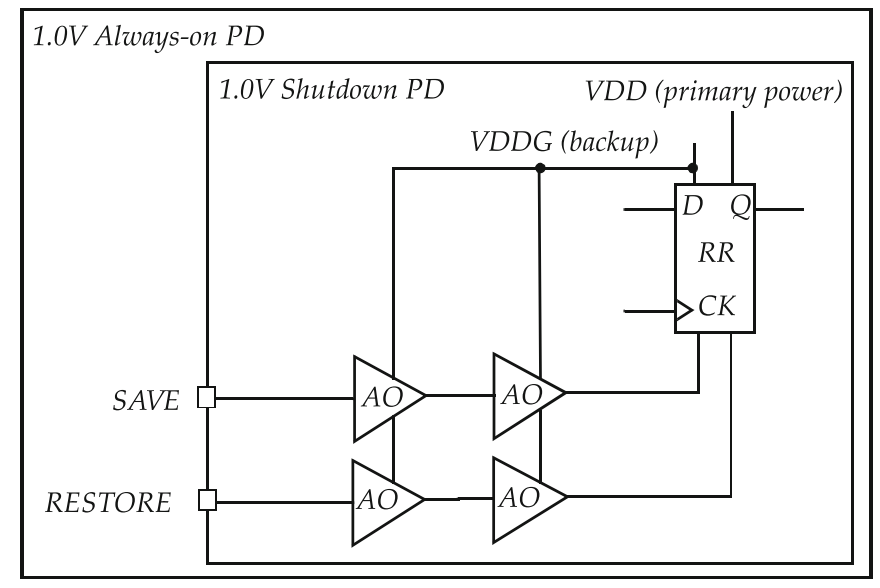 1.0V Always-on PD
1.0V Shutdown PD
VDD (primary power)
VDDG (backup)
D Q
RR
CK
SAVE
AO
AO
RESTORE
AO
AO